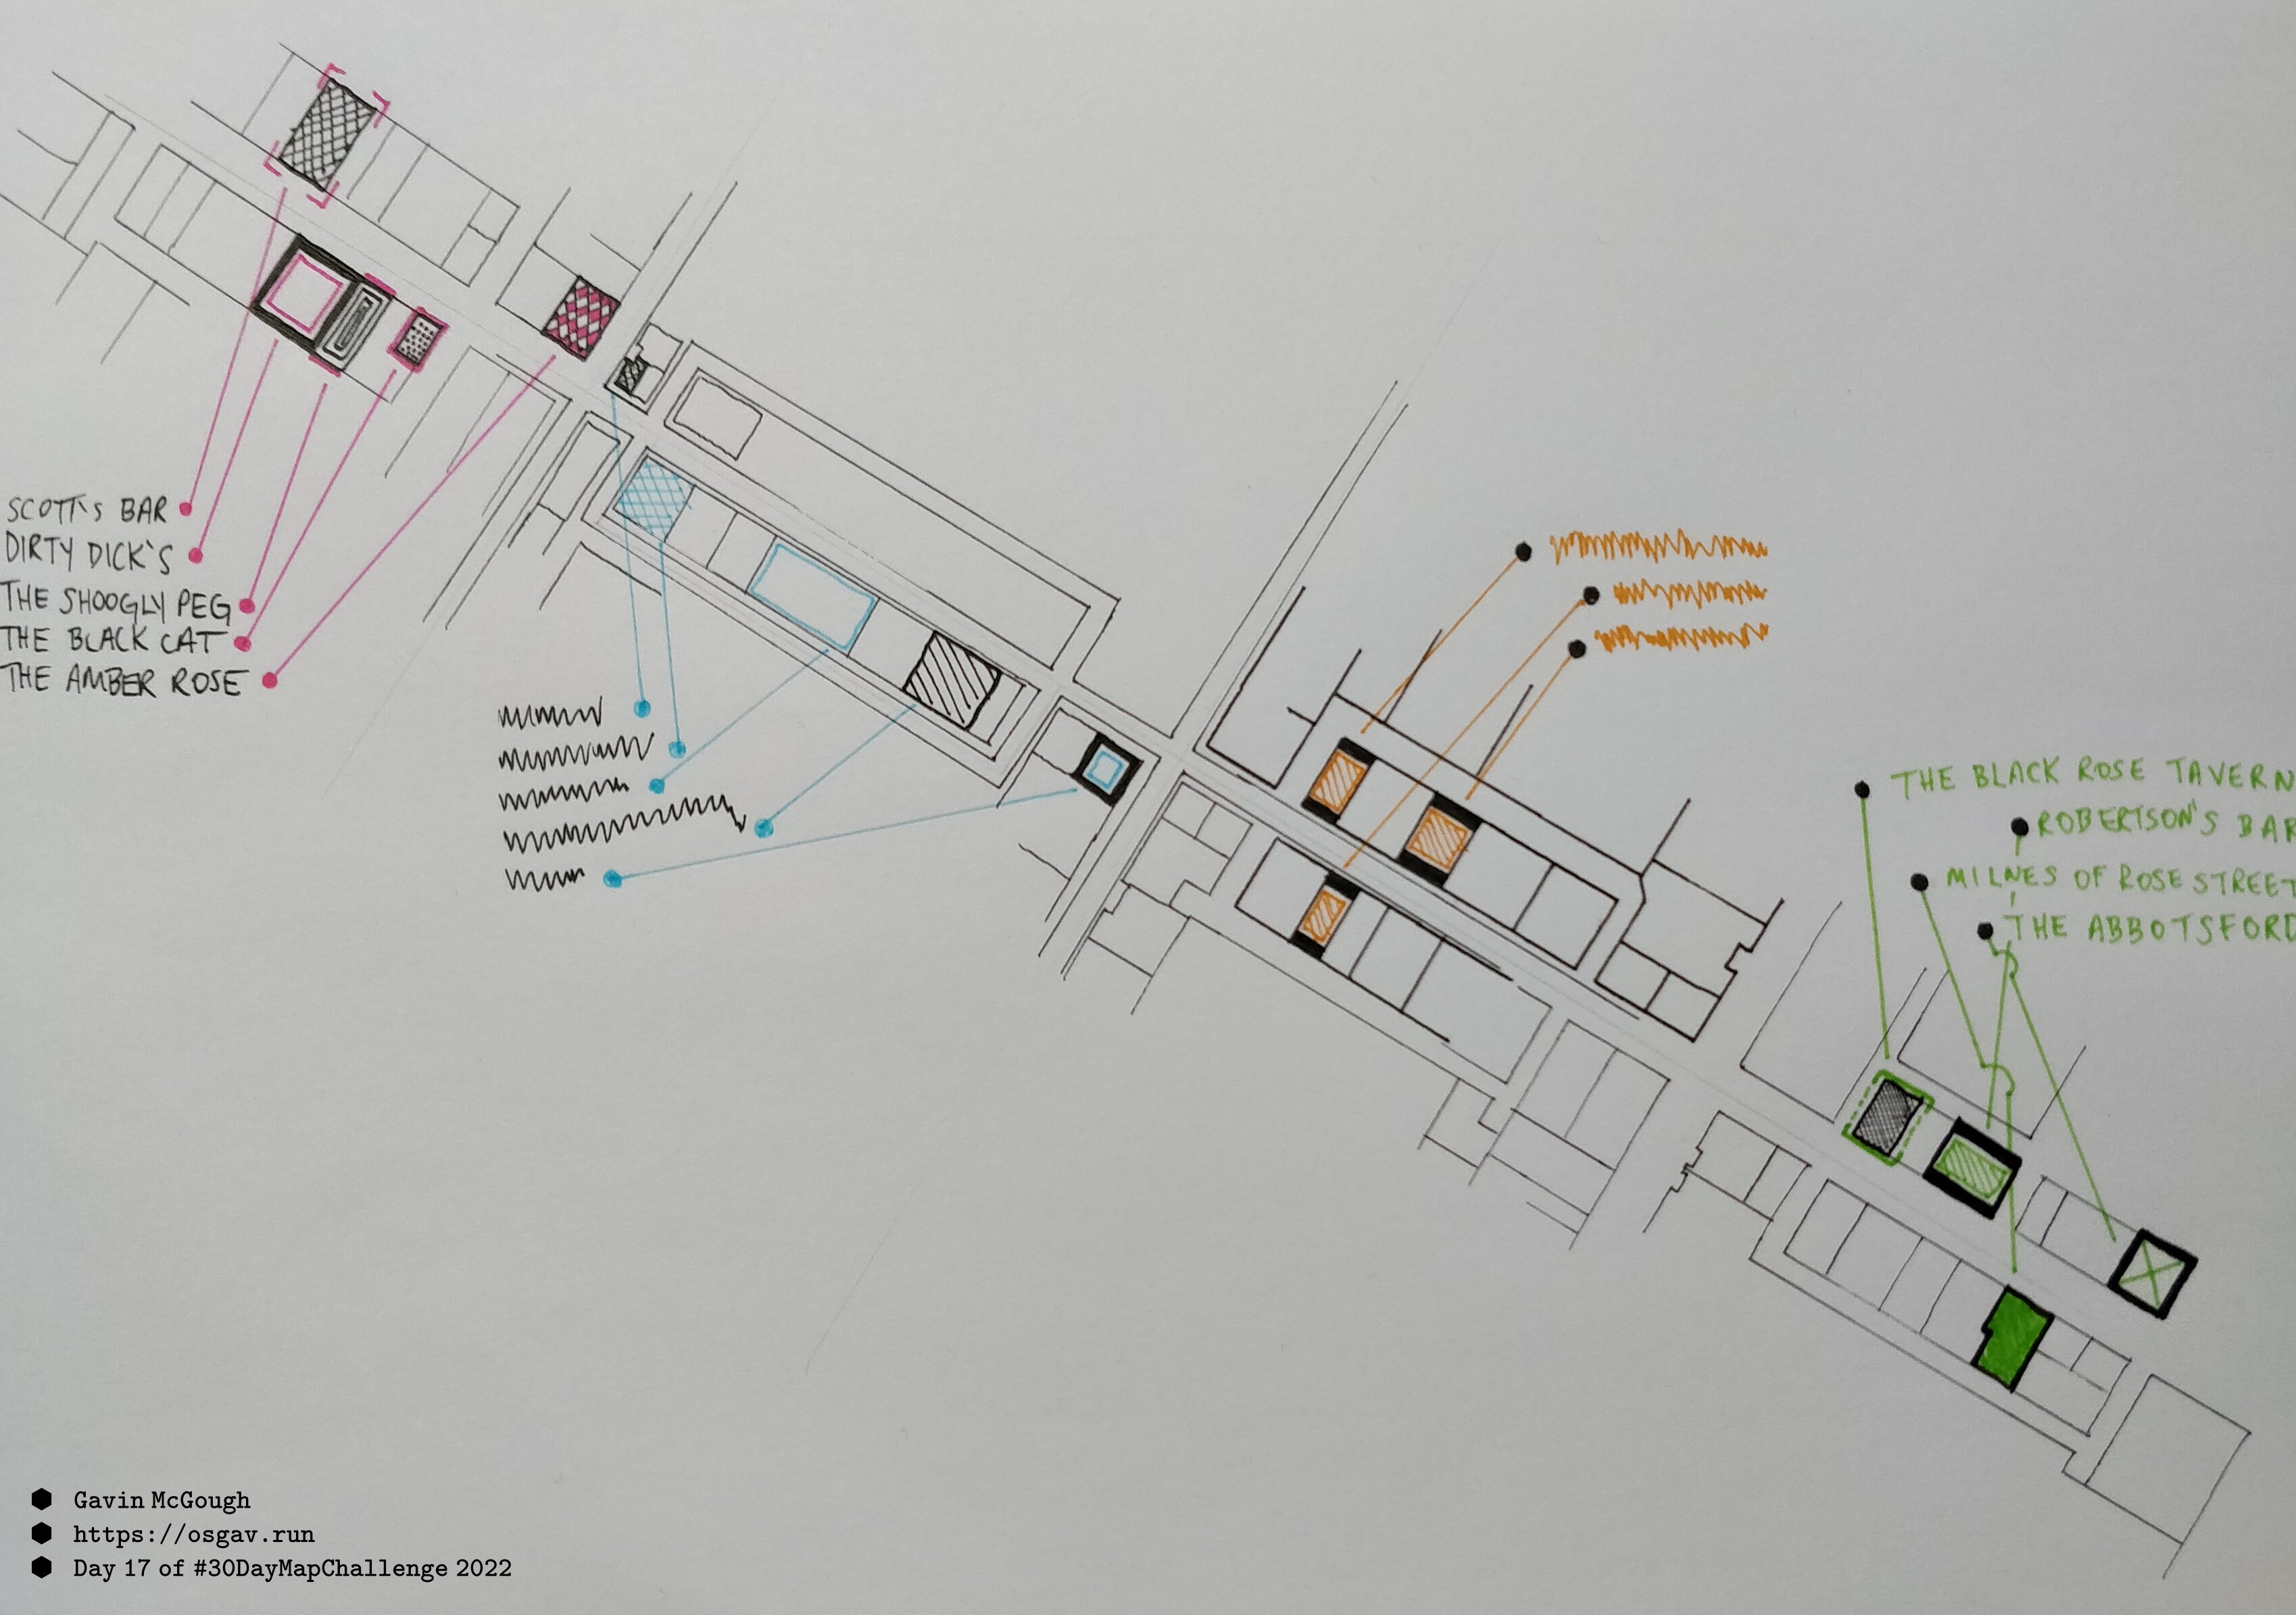 SCOTT'S BAR
DIRTY DICK'S
THE SHOOGLY PEG
THE BLACK CAT
THE AMBER ROSE
THE BLACK ROSE TAVERN
ROBERTSON'S BAR
MILNES OF ROSE STREET
THE ABBOTSFORD
Gavin McGough
https://osgav.run
Day 17 of #30DayMapChallenge 2022